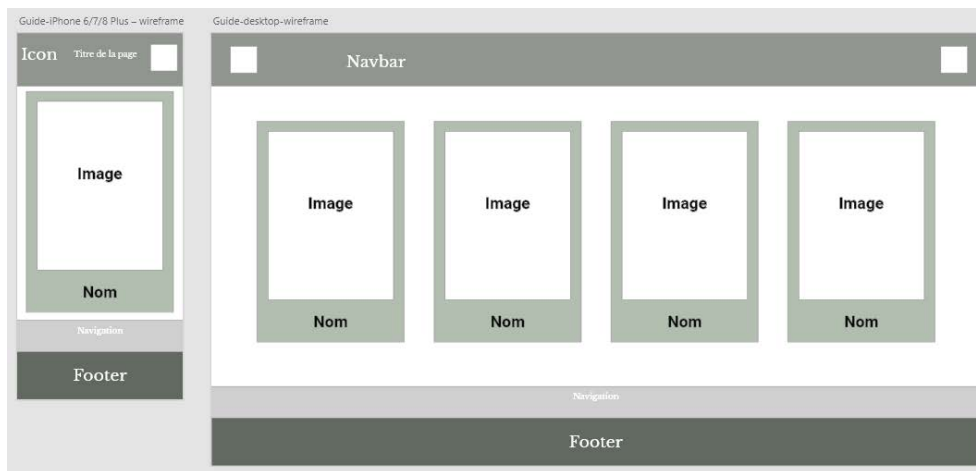 Guide-iPhone 6/7/8 Plus – wireframe
Icon
Titre de la page
Image
Nom
Navigation
Footer
Guide-desktop-wireframe
Navbar
Image
Image
Image
Image
Nom
Nom
Nom
Nom
Navigation
Footer